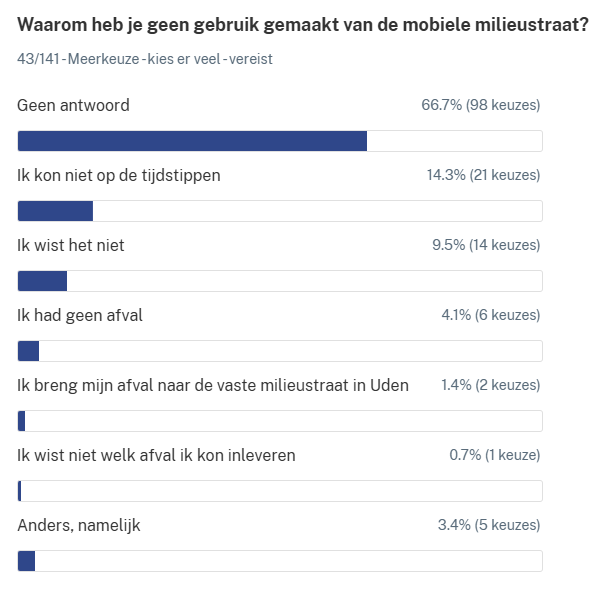 Waarom heb je geen gebruik gemaakt van de mobiele milieustraat?
43/141 - Meerkeuze - kies er veel - vereist
Geen antwoord 66.7% (98 keuzes)
Ik kon niet op de tijdstippen 14.3% (21 keuzes)
Ik wist het niet 9.5% (14 keuzes)
Ik had geen afval 4.1% (6 keuzes)
Ik breng mijn afval naar de vaste milieustraat in Uden 1.4% (2 keuzes)
Ik wist niet welk afval ik kon inleveren 0.7% (1 keuze)
Anders, namelijk 3.4% (5 keuzes)